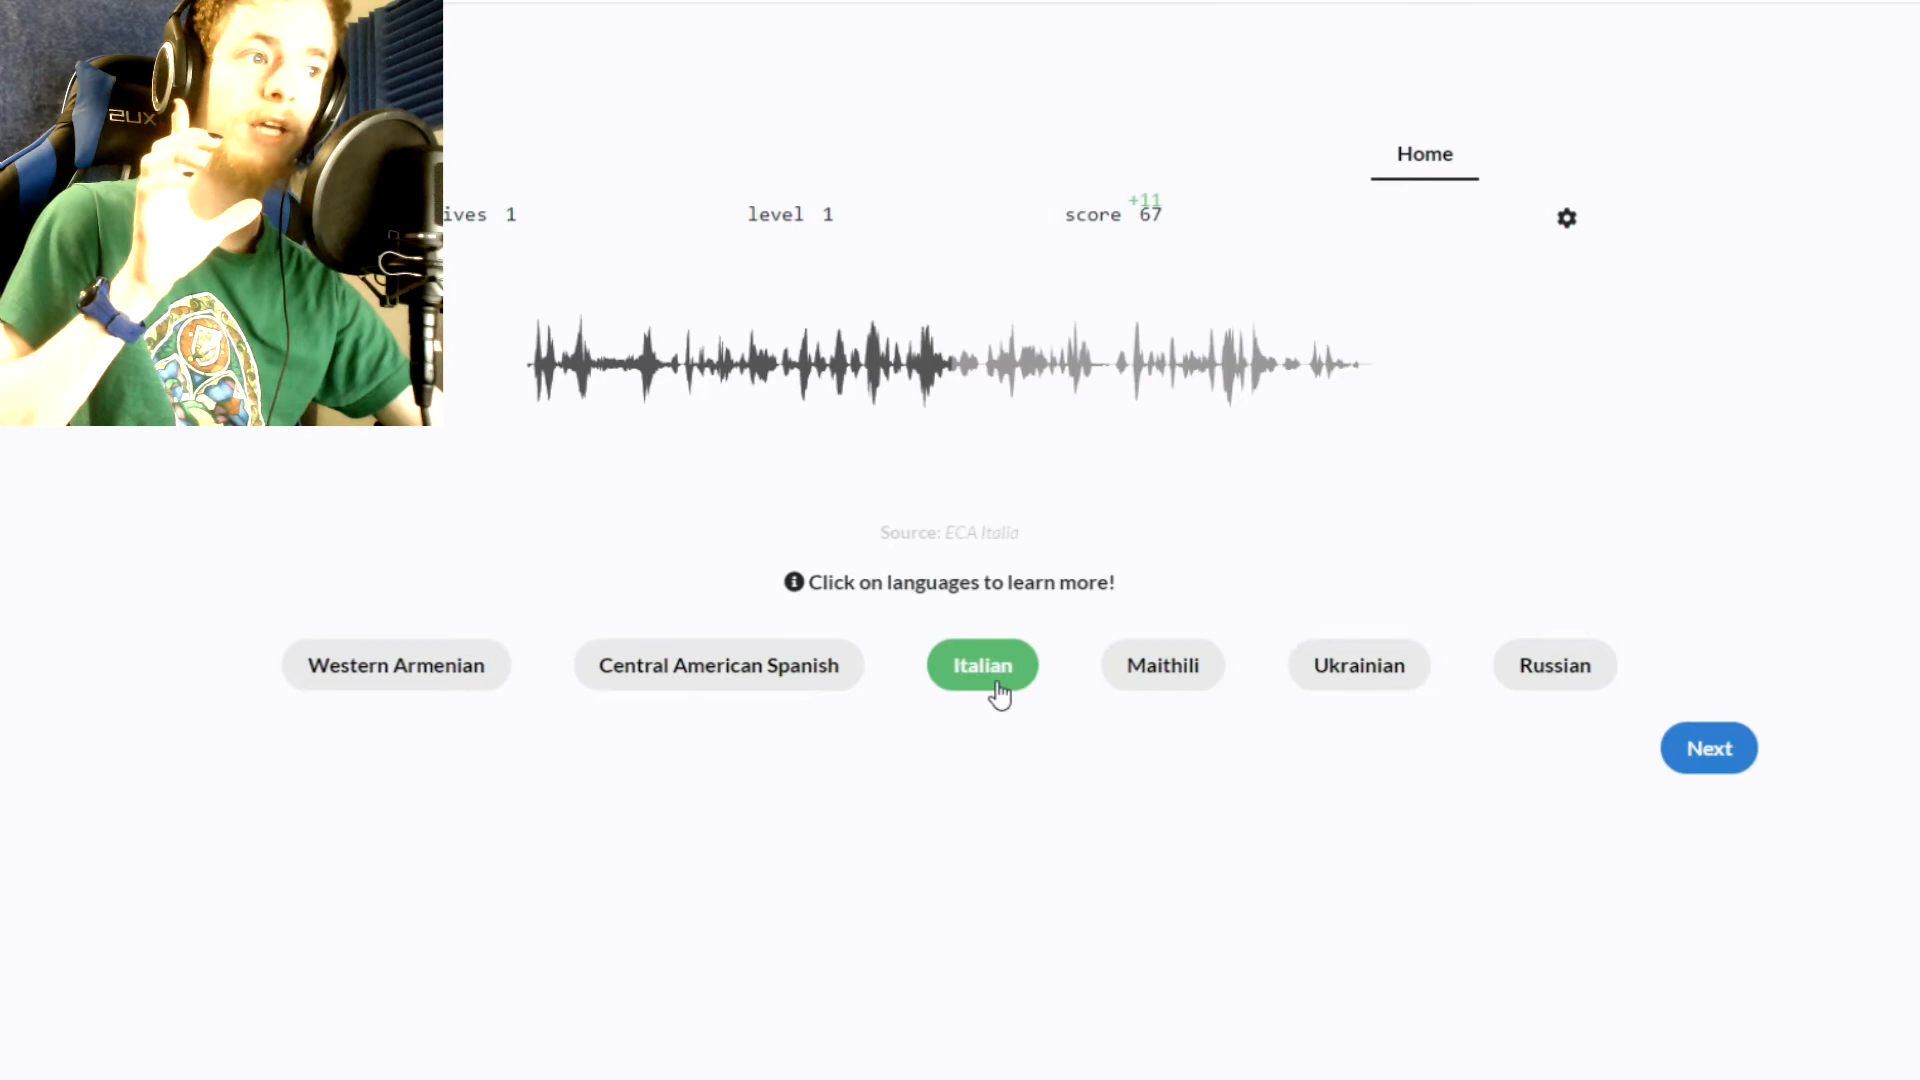 Home
ives 1
level 1
+11
score 67
Source: ECA Italia
Click on languages to learn more!
Western Armenian
Central American Spanish
Italian
Maithili
Ukrainian
Russian
Next